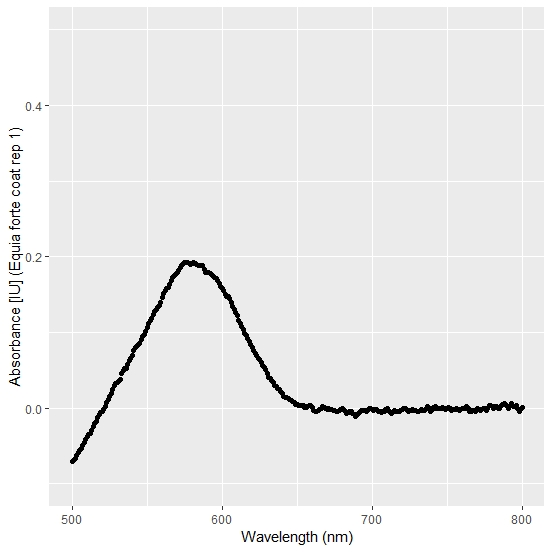 Absorbance [IU] (Equia forte coat rep 1)
0.4
0.2
0.0
500 600 700 800
Wavelength (nm)